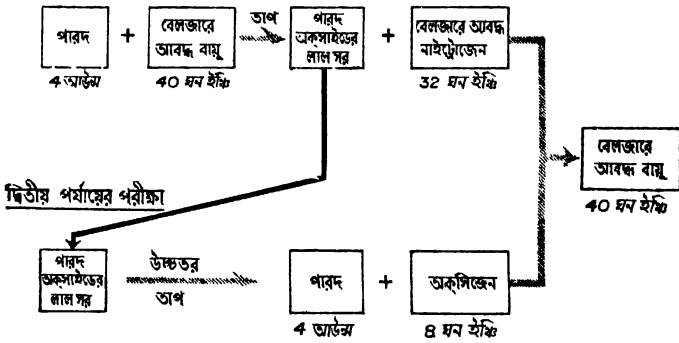 পারদ
4 আউন্স
+
বেলজারে
আবদ্ধ বায়ু
40 ঘন ইঞ্চি
তাপ
পারদ
অক্সাইডের
লাল সর
+
বেলজারে আবদ্ধ
নাইট্রোজেন
32 ঘন ইঞ্চি
বেলজারে
আবদ্ধ বায়ু
40 ঘন ইঞ্চি
দ্বিতীয় পর্যায়ের পরীক্ষা
পারদ
অক্সাইডের
লাল সর
উচ্চতর
তাপ
পারদ
4 আউন্স
+
অক্সিজেন
8 ঘন ইঞ্চি